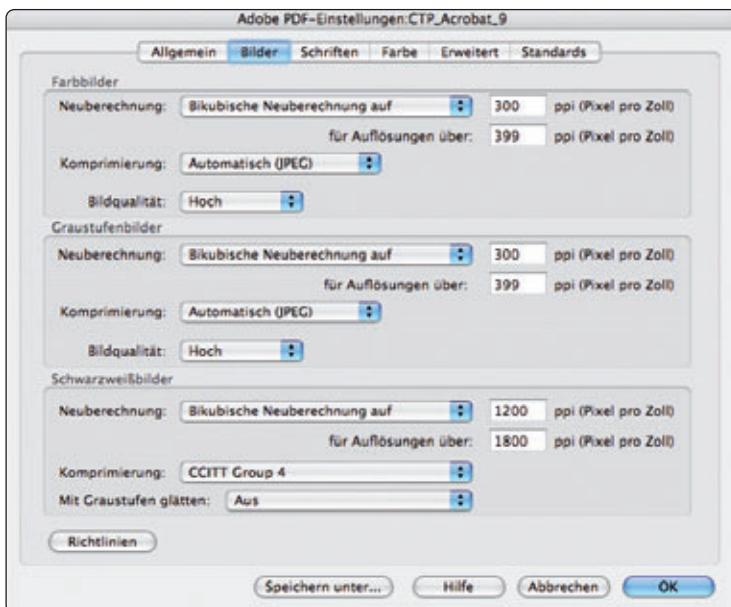 Adobe PDF-Einstellungen:CTP_Acrobat_9
Allgemein Bilder Schriften Farbe Erweitert Standards
Farbbilder
Neuberechnung: Bikubische Neuberechnung auf 300 ppi (Pixel pro Zoll)
für Auflösungen über: 399 ppi (Pixel pro Zoll)
Komprimierung: Automatisch (JPEG)
Bildqualität: Hoch
Graustufenbilder
Neuberechnung: Bikubische Neuberechnung auf 300 ppi (Pixel pro Zoll)
für Auflösungen über: 399 ppi (Pixel pro Zoll)
Komprimierung: Automatisch (JPEG)
Bildqualität: Hoch
Schwarzweißbilder
Neuberechnung: Bikubische Neuberechnung auf 1200 ppi (Pixel pro Zoll)
für Auflösungen über: 1800 ppi (Pixel pro Zoll)
Komprimierung: CCITT Group 4
Mit Graustufen glätten: Aus
Richtlinien
Speichern unter... Hilfe Abbrechen OK